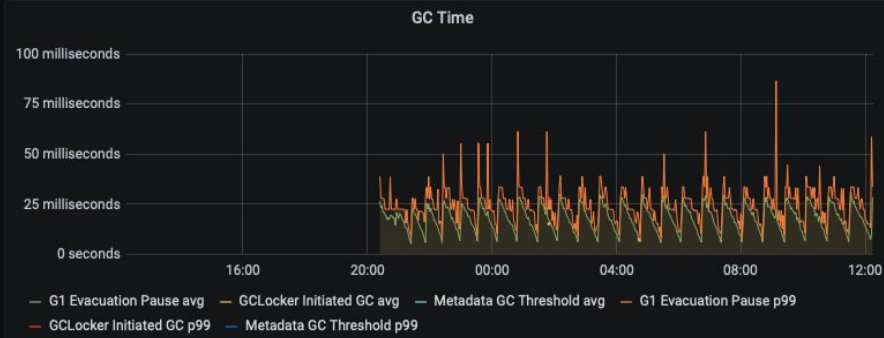 GC Time
100 milliseconds
75 milliseconds
50 milliseconds
25 milliseconds
0 seconds
16:00 20:00 00:00 04:00 08:00 12:00
G1 Evacuation Pause avg GCLocker Initiated GC avg Metadata GC Threshold avg G1 Evacuation Pause p99
GCLocker Initiated GC p99 Metadata GC Threshold p99